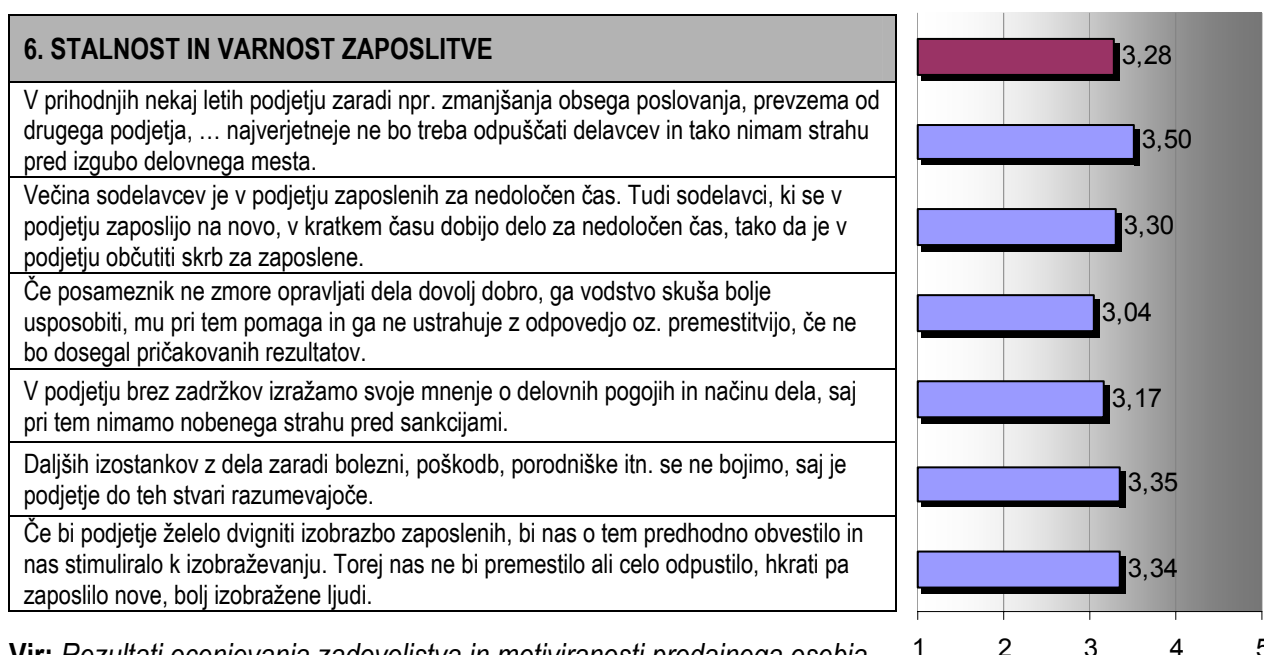 6. STALNOST IN VARNOST ZAPOSLITVE
3,28
V prihodnjih nekaj letih podjetju zaradi npr. zmanjšanja obsega poslovanja, prevzema od
drugega podjetja, … najverjetneje ne bo treba odpuščati delavcev in tako nimam strahu
pred izgubo delovnega mesta.
3,50
Večina sodelavcev je v podjetju zaposlenih za nedoločen čas. Tudi sodelavci, ki se v
podjetju zaposlijo na novo, v kratkem času dobijo delo za nedoločen čas, tako da je v
podjetju občutiti skrb za zaposlene.
3,30
Če posameznik ne zmore opravljati dela dovolj dobro, ga vodstvo skuša bolje
usposobiti, mu pri tem pomaga in ga ne ustrahuje z odpovedjo oz. premestitvijo, če ne
bo dosegal pričakovanih rezultatov.
3,04
V podjetju brez zadržkov izražamo svoje mnenje o delovnih pogojih in načinu dela, saj
pri tem nimamo nobenega strahu pred sankcijami.
3,17
Daljših izostankov z dela zaradi bolezni, poškodb, porodniške itn. se ne bojimo, saj je
podjetje do teh stvari razumevajoče.
3,35
Če bi podjetje želelo dvigniti izobrazbo zaposlenih, bi nas o tem predhodno obvestilo in
nas stimuliralo k izobraževanju. Torej nas ne bi premestilo ali celo odpustilo, hkrati pa
zaposlilo nove, bolj izobražene ljudi.
3,34
1 2 3 4 5
Vir: Rezultati ocenjevanja zadovoljstva in motiviranosti prodajnega osebja